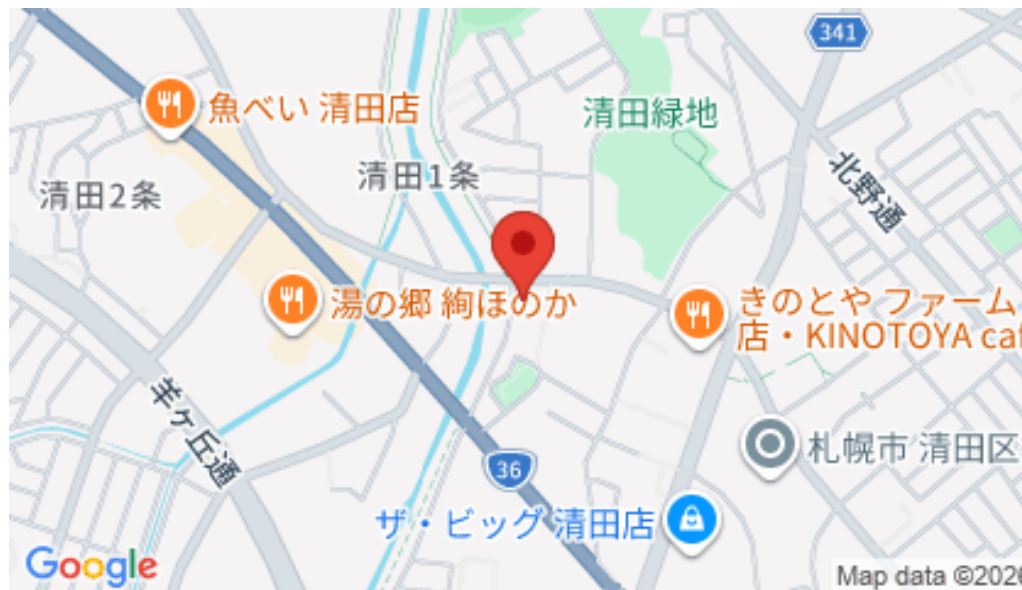 341
魚べい 清田店
清田緑地
清田1条
清田2条
北野通
湯の郷 絢ほのか
きのとや ファーム
店・KINOTOYA caf
羊ヶ丘通
札幌市 清田区
36
ザ・ビッグ 清田店
Google
Map data ©2026